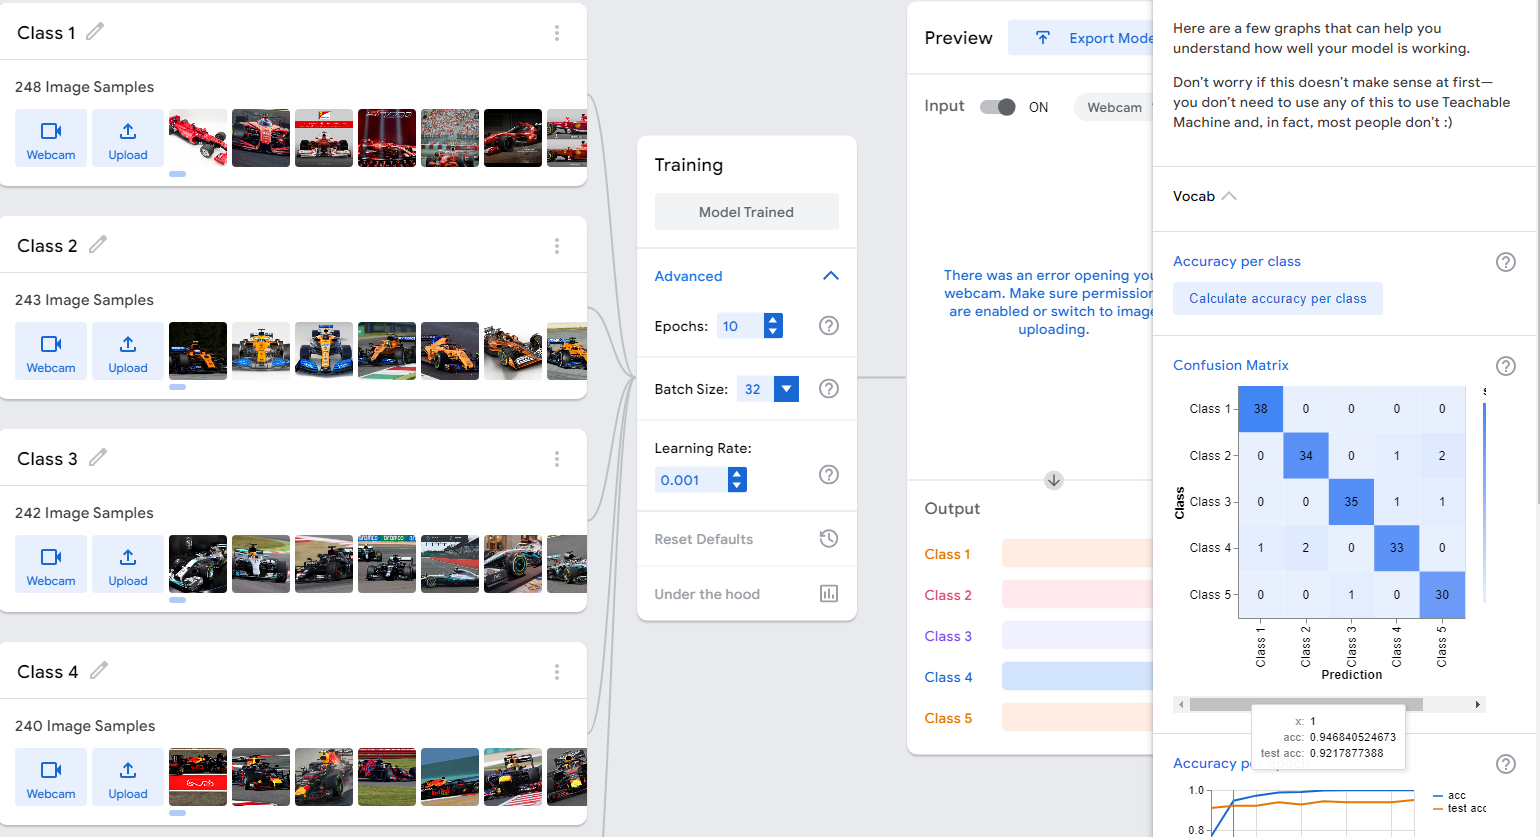 Class 1
248 Image Samples
Webcam
Upload
Class 2
243 Image Samples
Webcam
Upload
Class 3
242 Image Samples
Webcam
Upload
Class 4
240 Image Samples
Webcam
Upload
Training
Model Trained
Advanced
Epochs: 10
Batch Size: 32
Learning Rate:
0.001
Reset Defaults
Under the hood
Preview
Export Mode
Input ON Webcam
There was an error opening you
webcam. Make sure permission
are enabled or switch to image
uploading.
Output
Class 1
Class 2
Class 3
Class 4
Class 5
Here are a few graphs that can help you
understand how well your model is working.
Don't worry if this doesn't make sense at first—
you don't need to use any of this to use Teachable
Machine and, in fact, most people don't :)
Vocab
Accuracy per class
Calculate accuracy per class
Confusion Matrix
Class 1 38 0 0 0 0
Class 2 0 34 0 1 2
Class 3 0 0 35 1 1
Class 4 1 2 0 33 0
Class 5 0 0 1 0 30
Class
Class 1 Class 2 Class 3 Class 4 Class 5
Prediction
x: 1
acc: 0.946840524673
test acc: 0.9217877388
Accuracy pe
1.0
0.8
acc
test acc